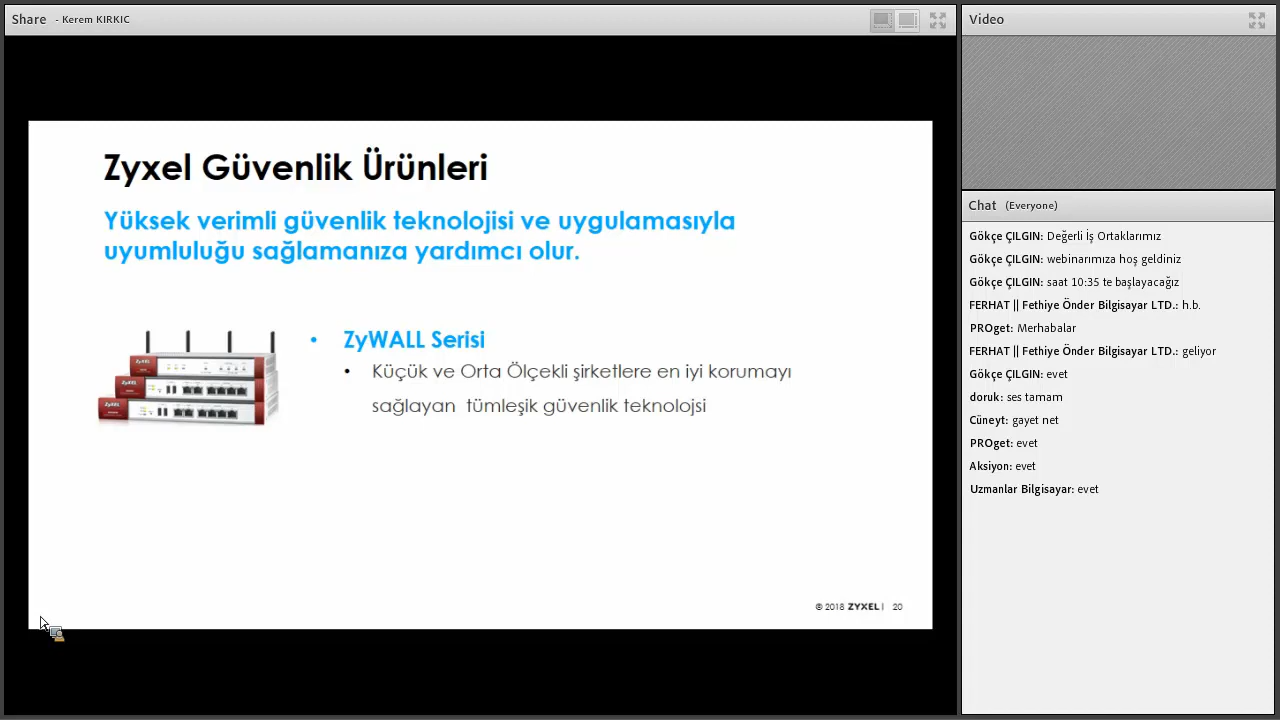 Share - Kerem KIRKIC
Zyxel Güvenlik Ürünleri
Yüksek verimli güvenlik teknolojisi ve uygulamasıyla
uyumluluğu sağlamanıza yardımcı olur.
• ZyWALL Serisi
• Küçük ve Orta Ölçekli şirketlere en iyi korumayı
sağlayan tümleşik güvenlik teknolojsi
© 2018 ZYXEL | 20
Video
Chat (Everyone)
Gökçe ÇILGIN: Değerli İş Ortaklarımız
Gökçe ÇILGIN: webinarımıza hoş geldiniz
Gökçe ÇILGIN: saat 10:35 te başlayacağız
FERHAT || Fethiye Önder Bilgisayar LTD.: h.b.
PROget: Merhabalar
FERHAT || Fethiye Önder Bilgisayar LTD.: geliyor
Gökçe ÇILGIN: evet
doruk: ses tamam
Cüneyt: gayet net
PROget: evet
Aksiyon: evet
Uzmanlar Bilgisayar: evet